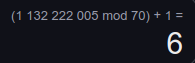 (1 132 222 005 mod 70) + 1 =
6